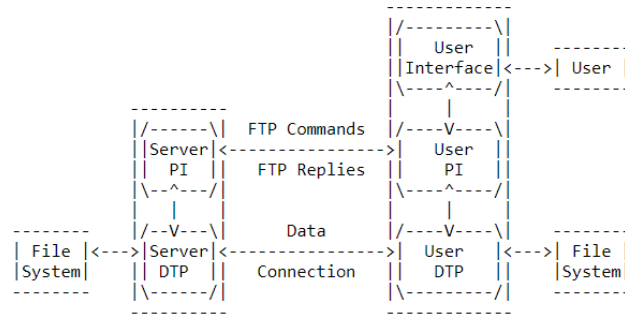 -------------
                                            |/---------\|
                                            ||   User  ||    --------
                                            ||Interface|<--->| User |
                                            |\----^----/|    --------
              ----------                    |     |     |
              |/------\|  FTP Commands      |/----V----\|
              ||Server|<------------------->|   User   ||
              ||  PI  ||   FTP Replies      ||    PI   ||
              |\--^---/|                    |\----^----/|
              |   |    |                    |     |     |
  --------    |/--V---\|       Data         |/----V----\|    --------
  | File |<--->|Server|<------------------->|  User    |<--->| File |
  |System|    || DTP  ||    Connection      ||   DTP   ||    |System|
  --------    |\------/|                    |\---------/|    --------
              ----------                    -------------